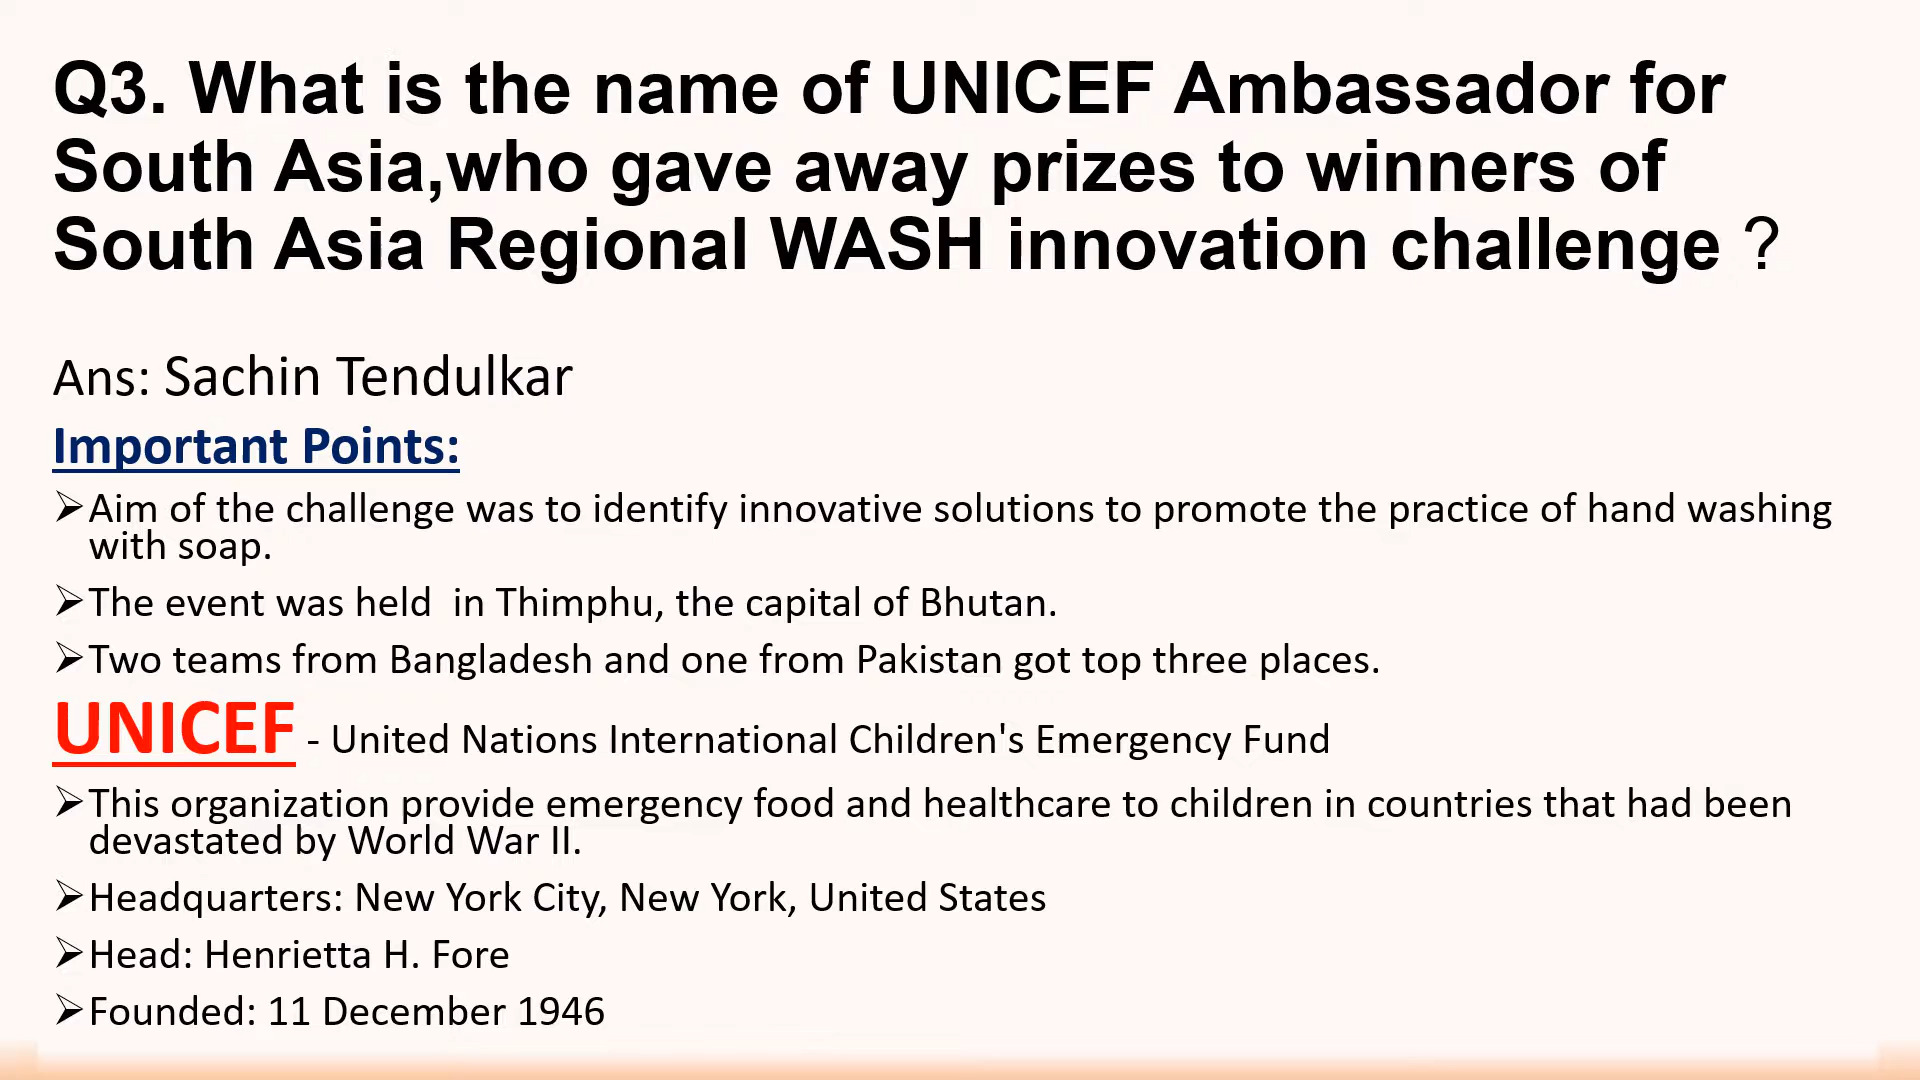 Q3. What is the name of UNICEF Ambassador for
South Asia,who gave away prizes to winners of
South Asia Regional WASH innovation challenge ?
Ans: Sachin Tendulkar
Important Points:
➢Aim of the challenge was to identify innovative solutions to promote the practice of hand washing
with soap.
➢The event was held  in Thimphu, the capital of Bhutan.
➢Two teams from Bangladesh and one from Pakistan got top three places.
UNICEF - United Nations International Children's Emergency Fund
➢This organization provide emergency food and healthcare to children in countries that had been
devastated by World War II.
➢Headquarters: New York City, New York, United States
➢Head: Henrietta H. Fore
➢Founded: 11 December 1946